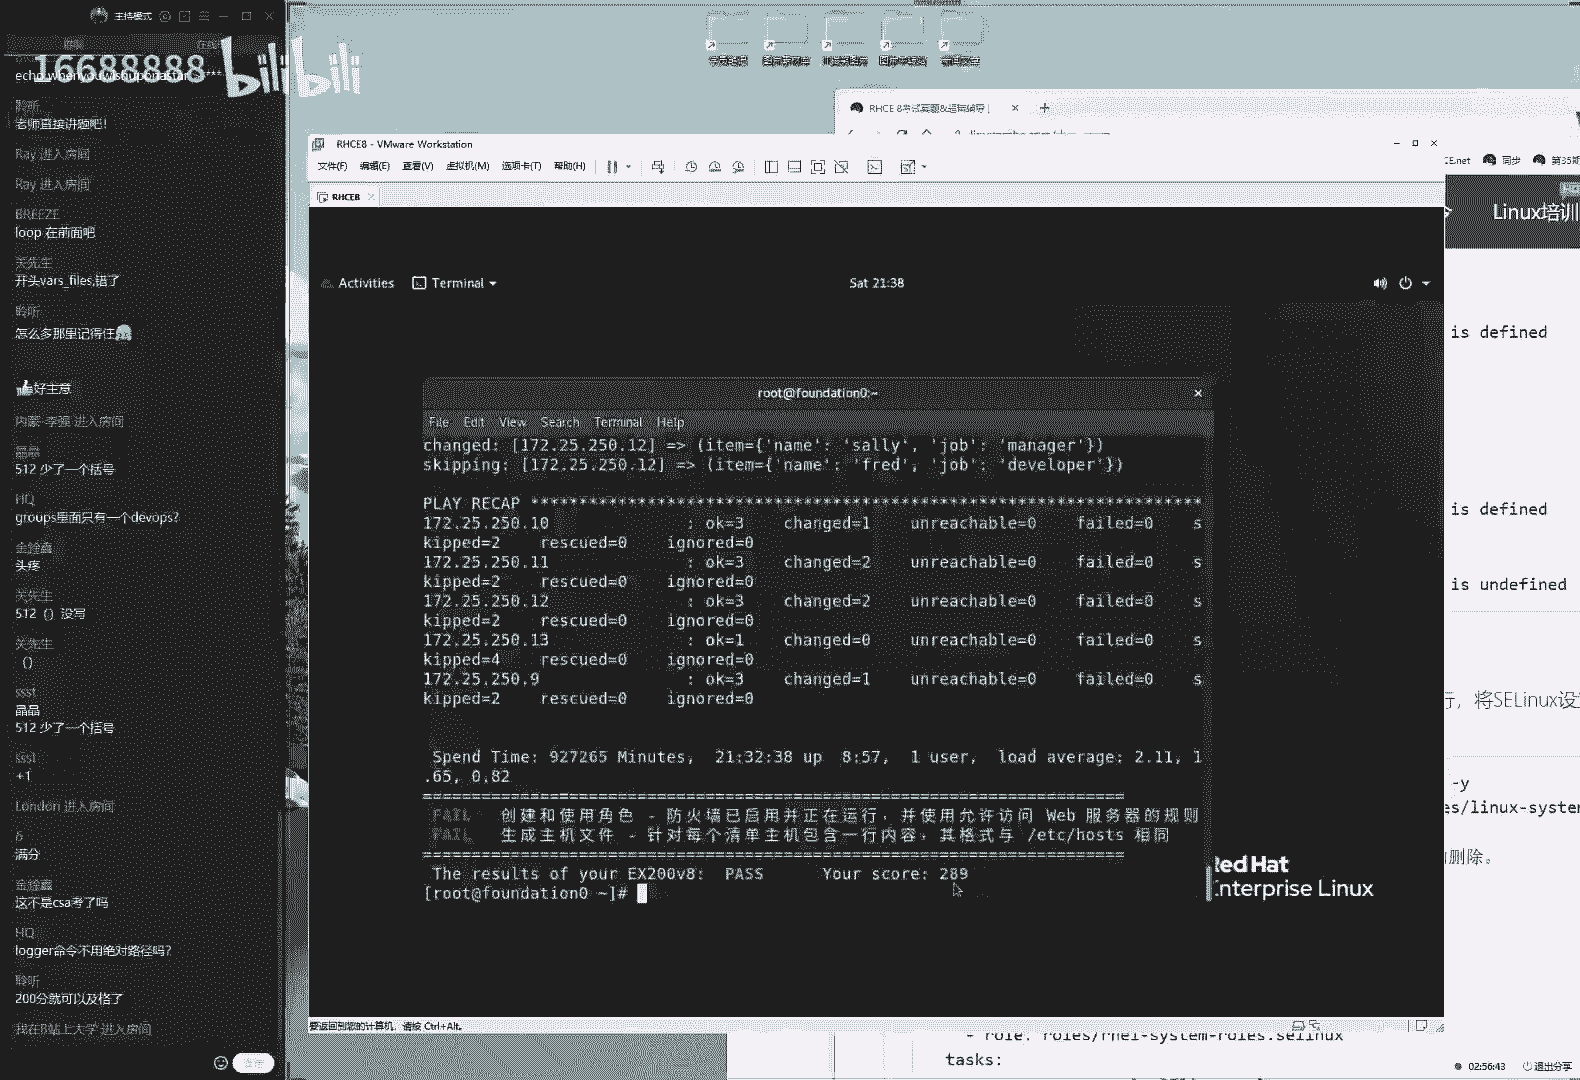 主持模式
16688888
bilibili
echo whenyouwishuponastar
聆听
老师直接讲题吧!
Ray 进入房间
Ray 进入房间
BREEZE
loop 在前面吧
关先生
开头vars_files,错了
聆听
怎么多那里记得住
好主意
内蒙-李强 进入房间
晶晶
512 少了一个括号
HQ
groups里面只有一个devops?
头疼
关先生
512（）没写
关先生
（）
ssst
晶晶
512 少了一个括号
ssst
+1
London 进入房间
δ
满分
这不是csa考了吗
HQ
logger命令不用绝对路径吗?
聆听
200分就可以及格了
我在B站上大学 进入房间
RHCE 8考试真题&逻辑辅导 |
RHCE8 - VMware Workstation
文件(F) 编辑(E) 查看(V) 虚拟机(M) 选项卡(T) 帮助(H)
RHCE8
Activities Terminal
Sat 21:38
root@foundation0:~
File Edit View Search Terminal Help
changed: [172.25.250.12] => (item={'name': 'sally', 'job': 'manager'})
skipping: [172.25.250.12] => (item={'name': 'fred', 'job': 'developer'})
PLAY RECAP *********************************************************************
172.25.250.10 : ok=3 changed=1 unreachable=0 failed=0 s
kipped=2 rescued=0 ignored=0
172.25.250.11 : ok=3 changed=2 unreachable=0 failed=0 s
kipped=2 rescued=0 ignored=0
172.25.250.12 : ok=3 changed=2 unreachable=0 failed=0 s
kipped=2 rescued=0 ignored=0
172.25.250.13 : ok=1 changed=0 unreachable=0 failed=0 s
kipped=4 rescued=0 ignored=0
172.25.250.9 : ok=3 changed=1 unreachable=0 failed=0 s
kipped=2 rescued=0 ignored=0
Spend Time: 927265 Minutes, 21:32:38 up 8:57, 1 user, load average: 2.11, 1
.65, 0.82
================================================================
FAIL 创建和使用角色 - 防火墙已启用并正在运行，并使用允许访问 Web 服务器的规则
FAIL 生成主机文件 - 针对每个清单主机包含一行内容，其格式与 /etc/hosts 相同
================================================================
The results of your EX200v8: PASS Your score: 289
[root@foundation0 ~]#
Red Hat
Enterprise Linux
要返回到您的计算机，请按 Ctrl+Alt。
CE.net 同步 第35期
Linux培训
is defined
is defined
is undefined
行，将SELinux设
-y
es/linux-system
删除。
- role: roles/rhel-system-roles.selinux
tasks:
02:56:43 退出分享